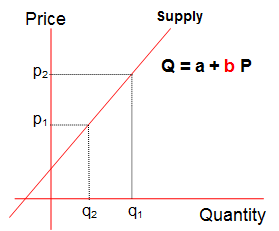 Price
Supply
p2
Q = a + b P
p1
q2
q1
Quantity